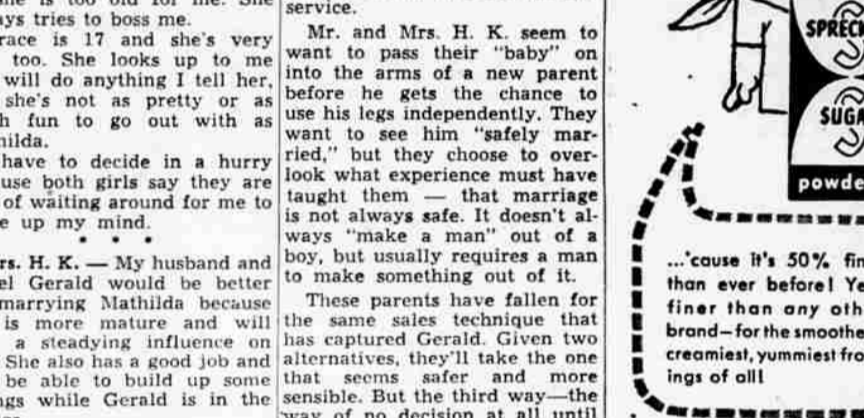 ays tries to boss me.
race is 17 and she's very
too. She looks up to me
will do anything I tell her,
she's not as pretty or as
h fun to go out with as
hilda.
have to decide in a hurry
use both girls say they are
of waiting around for me to
e up my mind.
• • •
rs. H. K. — My husband and
el Gerald would be better
marrying Mathilda because
is more mature and will
a steadying influence on
She also has a good job and
be able to build up some
ngs while Gerald is in the
service.
Mr. and Mrs. H. K. seem to
want to pass their "baby" on
into the arms of a new parent
before he gets the chance to
use his legs independently. They
want to see him "safely mar-
ried," but they choose to over-
look what experience must have
taught them — that marriage
is not always safe. It doesn't al-
ways "make a man" out of a
boy, but usually requires a man
to make something out of it.
These parents have fallen for
the same sales technique that
has captured Gerald. Given two
alternatives, they'll take the one
that seems safer and more
sensible. But the third way—the
way of no decision at all until
SPRECK
SUGA
powde
...'cause it's 50% fin
than ever before! Ye
finer than any oth
brand—for the smoothe
creamiest, yummiest fro
ings of all!